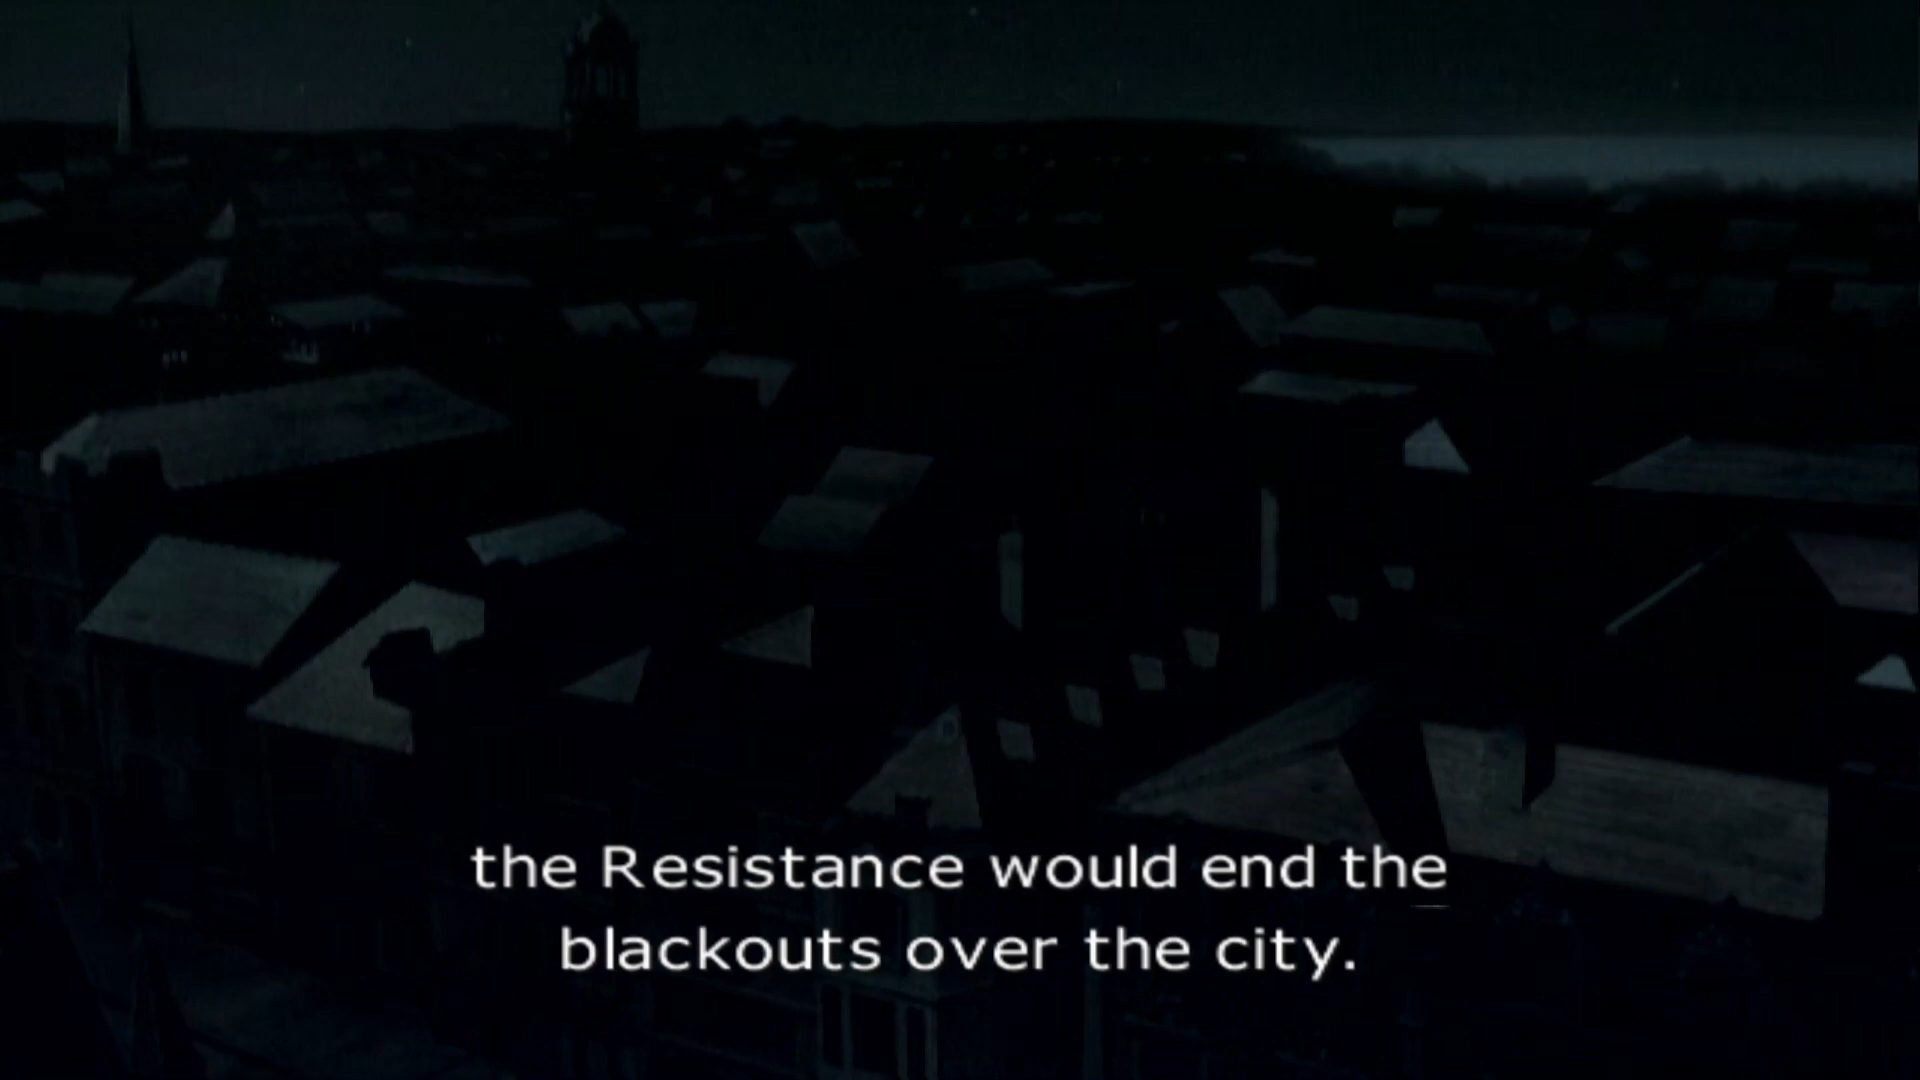 the Resistance would end the
blackouts over the city.